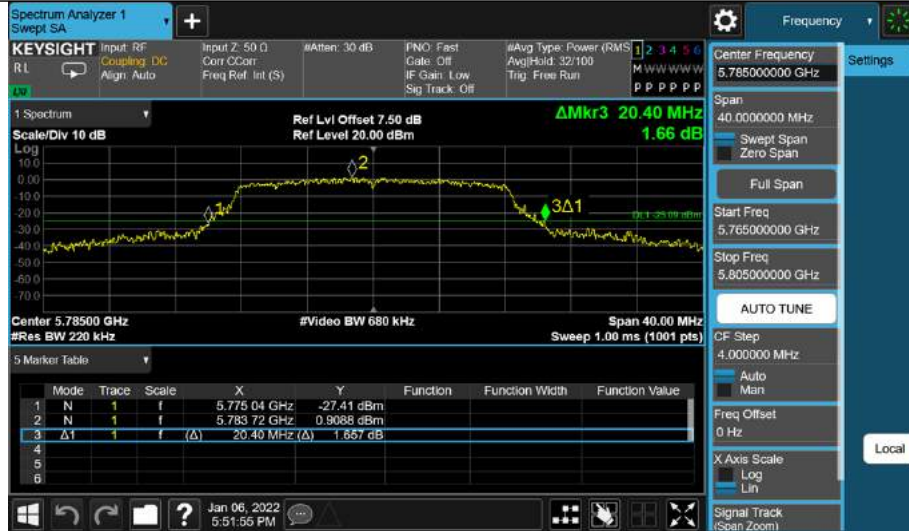 Spectrum Analyzer 1
Swept SA
Frequency
KEYSIGHT
RL
Input: RF
Coupling: DC
Align: Auto
Input Z: 50 Ω
Corr CCorr
Freq Ref: Int (S)
#Atten: 30 dB
PNO: Fast
Gate: Off
IF Gain: Low
Sig Track: Off
#Avg Type: Power (RMS
Avg|Hold: 32/100
Trig: Free Run
1 2 3 4 5 6
M W W W W W
P P P P P P
1 Spectrum
Scale/Div 10 dB
Ref Lvl Offset 7.50 dB
Ref Level 20.00 dBm
ΔMkr3 20.40 MHz
1.66 dB
Log
10.0
0.00
-10.0
-20.0
-30.0
-40.0
-50.0
-60.0
-70.0
1
2
3Δ1
DL1 -25.09 dBm
Center 5.78500 GHz
#Res BW 220 kHz
#Video BW 680 kHz
Span 40.00 MHz
Sweep 1.00 ms (1001 pts)
5 Marker Table
Mode Trace Scale X Y Function Function Width Function Value
1 N 1 f 5.775 04 GHz -27.41 dBm
2 N 1 f 5.783 72 GHz 0.9088 dBm
3 Δ1 1 f (Δ) 20.40 MHz (Δ) 1.657 dB
4
5
6
Jan 06, 2022
5:51:55 PM
Center Frequency
5.785000000 GHz
Span
40.0000000 MHz
Swept Span
Zero Span
Full Span
Start Freq
5.765000000 GHz
Stop Freq
5.805000000 GHz
AUTO TUNE
CF Step
4.000000 MHz
Auto
Man
Freq Offset
0 Hz
X Axis Scale
Log
Lin
Signal Track
(Span Zoom)
Settings
Local